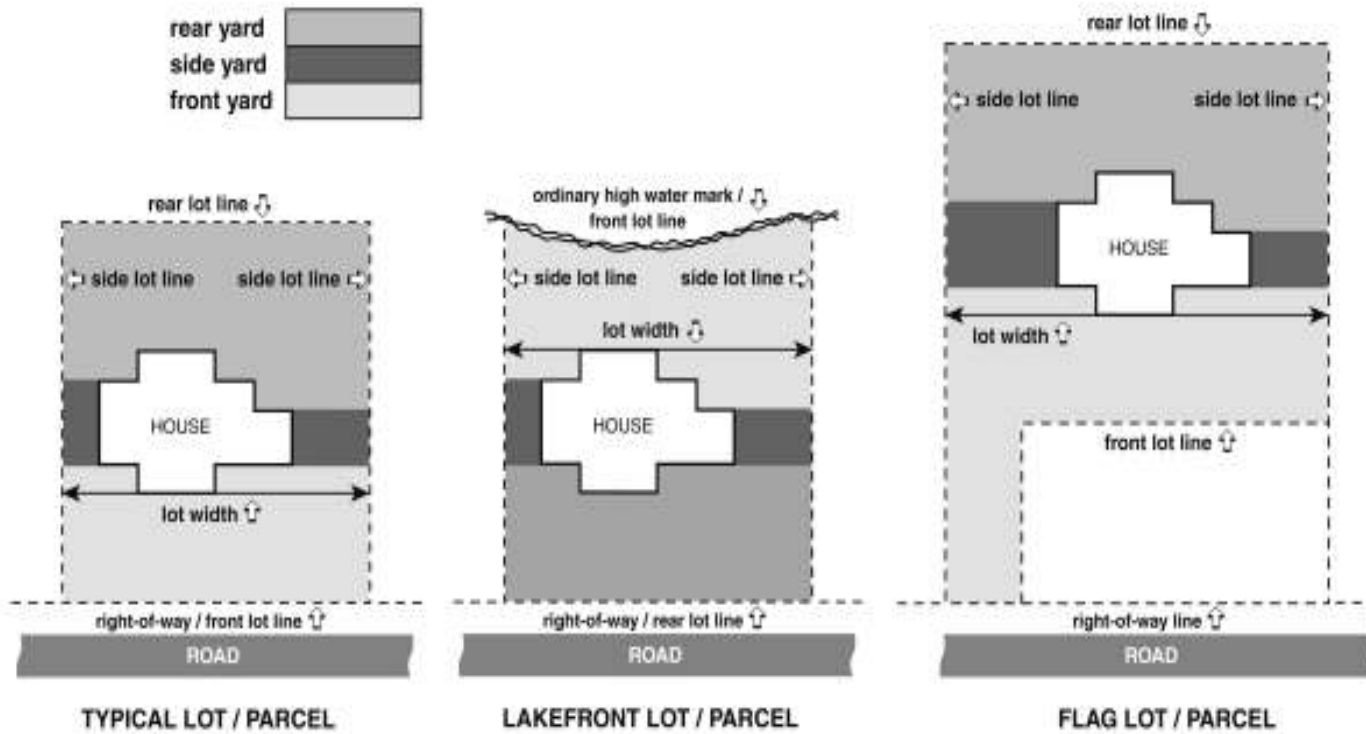 rear yard
side yard
front yard
rear lot line
side lot line
side lot line
HOUSE
lot width
right-of-way / front lot line
ROAD
TYPICAL LOT / PARCEL
ordinary high water mark /
front lot line
side lot line
side lot line
lot width
HOUSE
right-of-way / rear lot line
ROAD
LAKEFRONT LOT / PARCEL
rear lot line
side lot line
side lot line
HOUSE
lot width
front lot line
right-of-way line
ROAD
FLAG LOT / PARCEL